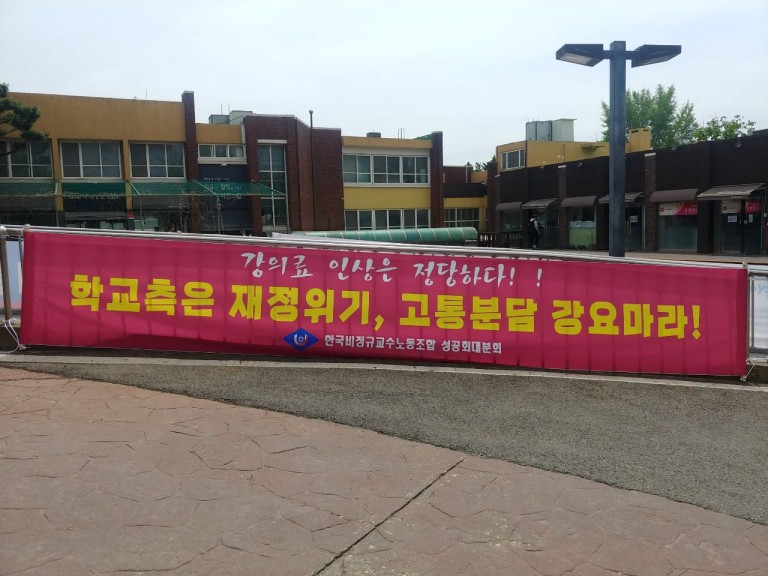 강의료 인상은 정당하다! !
학교측은 재정위기, 고통분담 강요마라!
한국비정규교수노동조합 성공회대분회